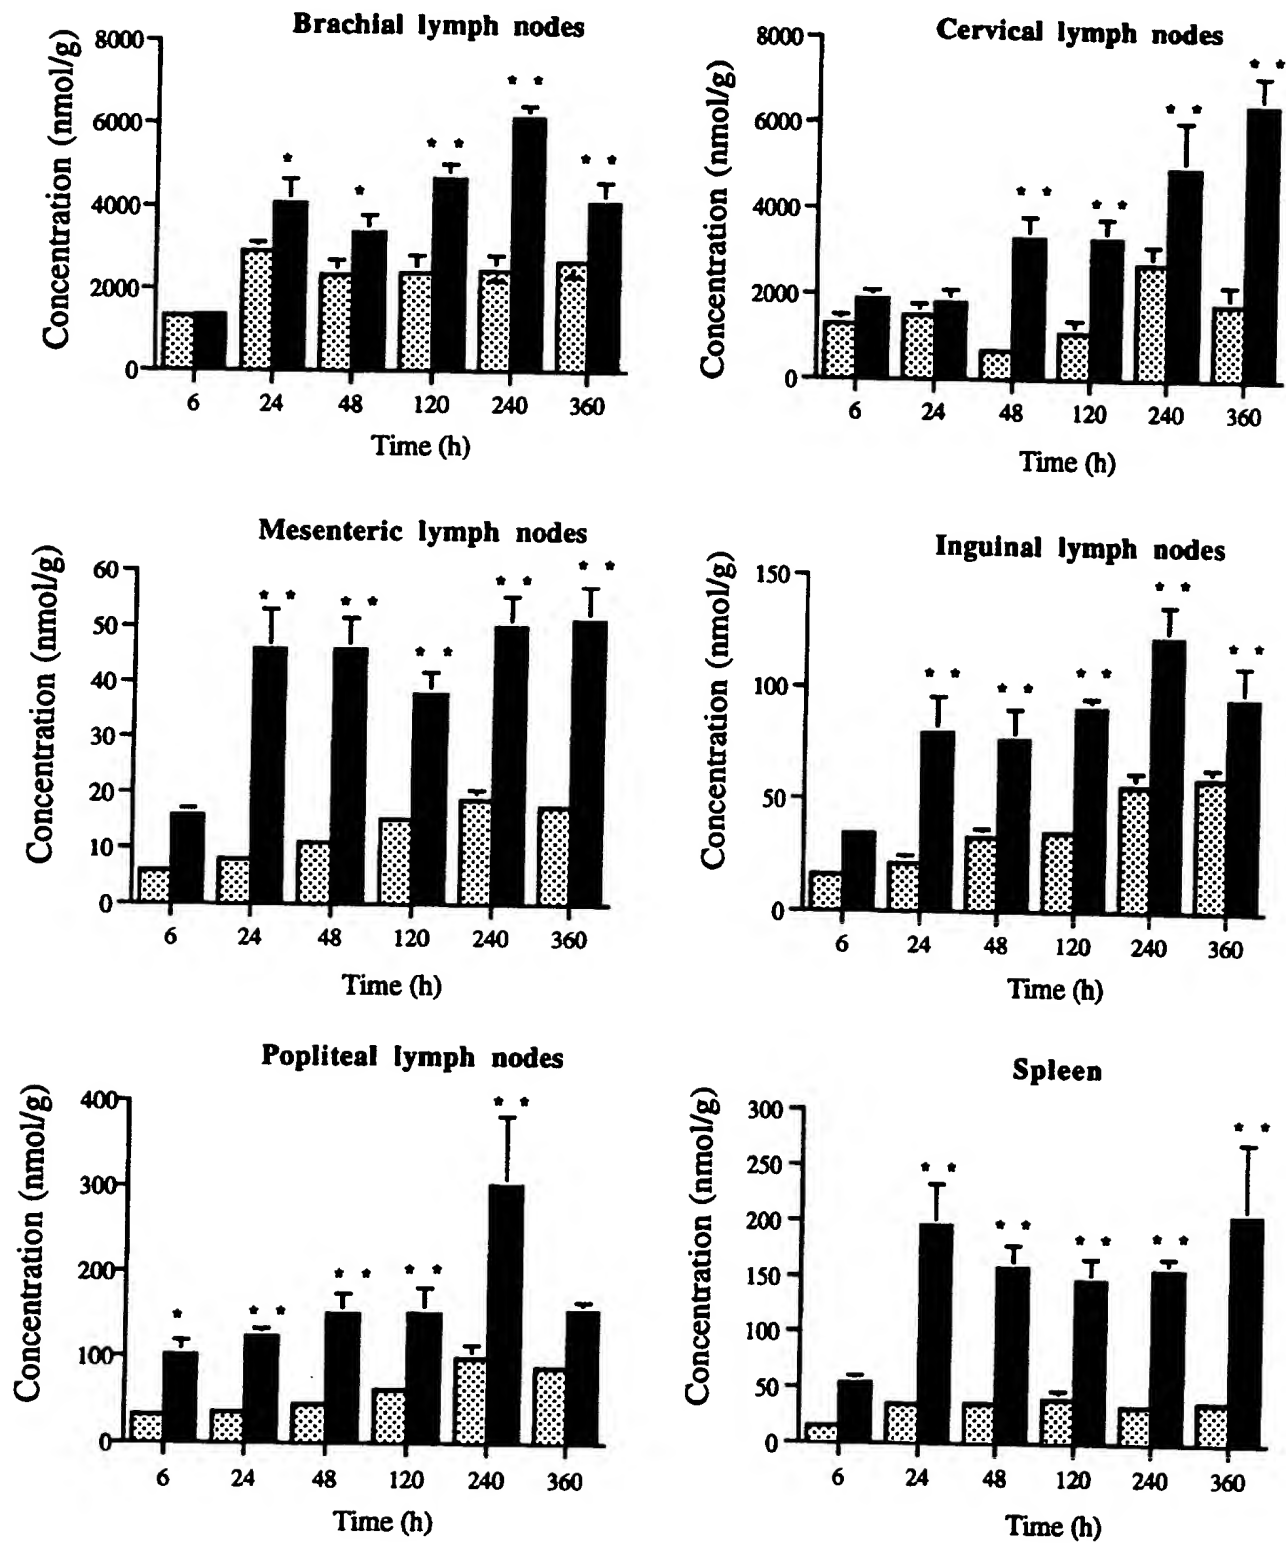 Brachial lymph nodes
Concentration (nmol/g)
8000
6000
4000
2000
0
* *
* *
* *
*
*
6 24 48 120 240 360
Time (h)
Cervical lymph nodes
Concentration (nmol/g)
8000
6000
4000
2000
0
* *
* *
* *
* *
6 24 48 120 240 360
Time (h)
Mesenteric lymph nodes
Concentration (nmol/g)
60
50
40
30
20
10
0
* * * * * * * * * *
6 24 48 120 240 360
Time (h)
Inguinal lymph nodes
Concentration (nmol/g)
150
100
50
0
* * * * * * * * * *
6 24 48 120 240 360
Time (h)
Popliteal lymph nodes
Concentration (nmol/g)
400
300
200
100
0
* * * * * * * * *
6 24 48 120 240 360
Time (h)
Spleen
Concentration (nmol/g)
300
250
200
150
100
50
0
* * * * * * * * * *
6 24 48 120 240 360
Time (h)